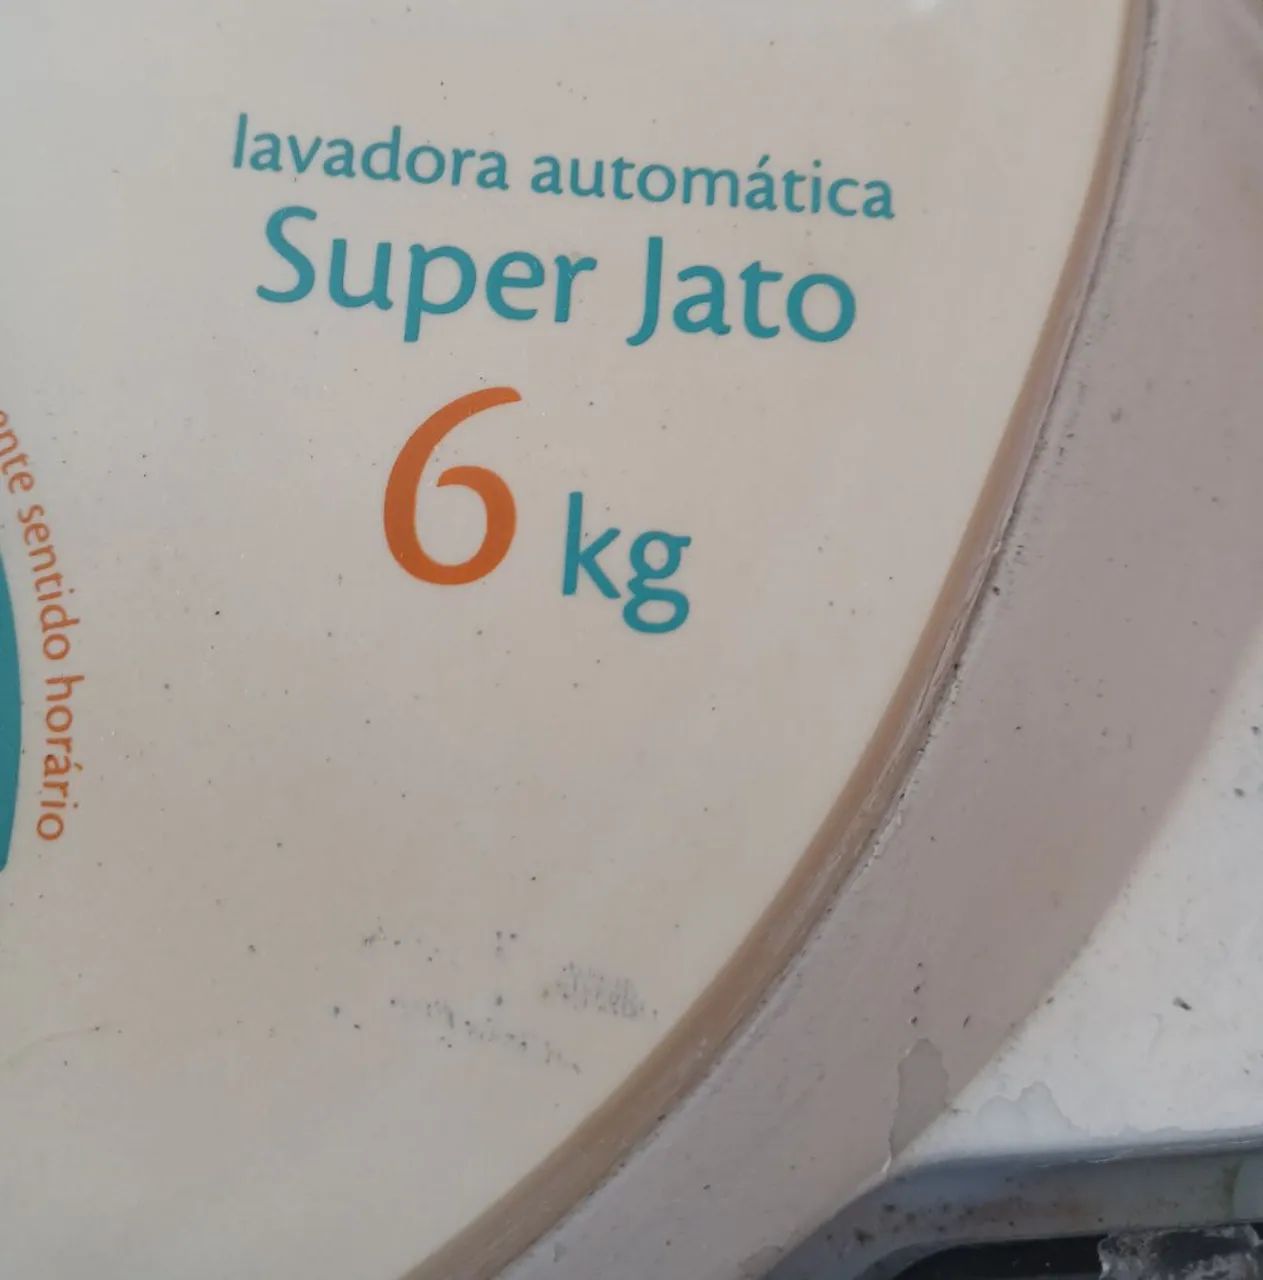 lavadora automática
Super Jato
6 kg
sentido horário